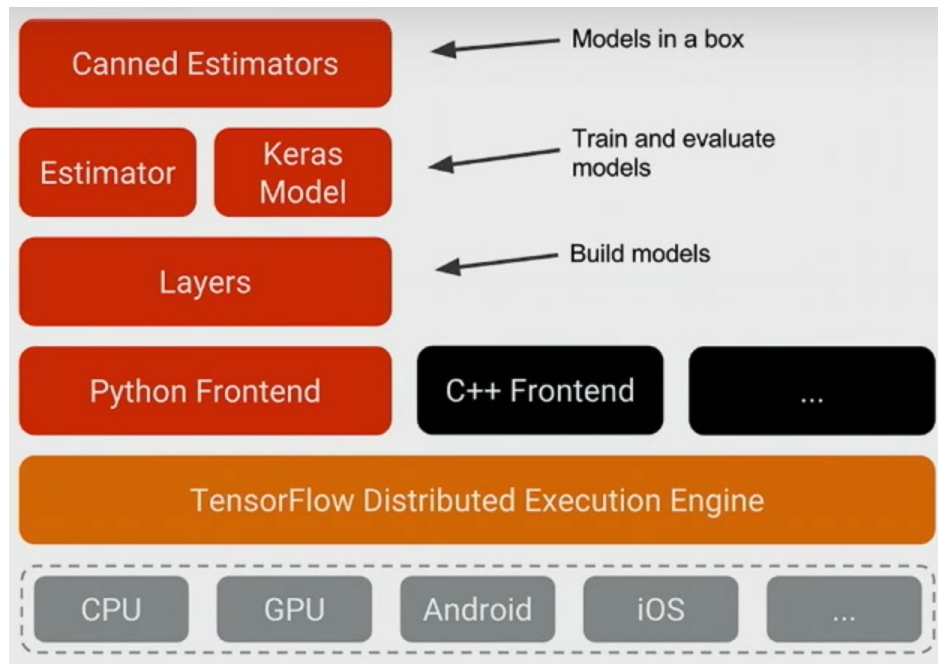 Canned Estimators
Models in a box
Estimator
Keras
Model
Train and evaluate
models
Layers
Build models
Python Frontend
C++ Frontend
...
TensorFlow Distributed Execution Engine
CPU
GPU
Android
iOS
...